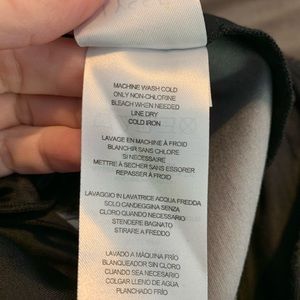 MACHINE WASH COLD
ONLY NON-CHLORINE
BLEACH WHEN NEEDED
LINE DRY
COLD IRON
LAVAGE EN MACHINE À FROID
BLANCHIR SANS CHLORE
SI NECESSAIRE
METTRE À SECHER SANS ESSORER
REPASSER À FROID
LAVAGGIO IN LAVATRICE ACQUA FREDDA
SOLO CANDEGGINA SENZA
CLORO QUANDO NECESSARIO
STENDERE BAGNATO
STIRARE A FREDDO
LAVADO A MÁQUINA FRÍO
BLANQUEADOR SIN CLORO
CUANDO SEA NECESARIO
COLGAR LLENO DE AGUA
PLANCHADO FRÍO